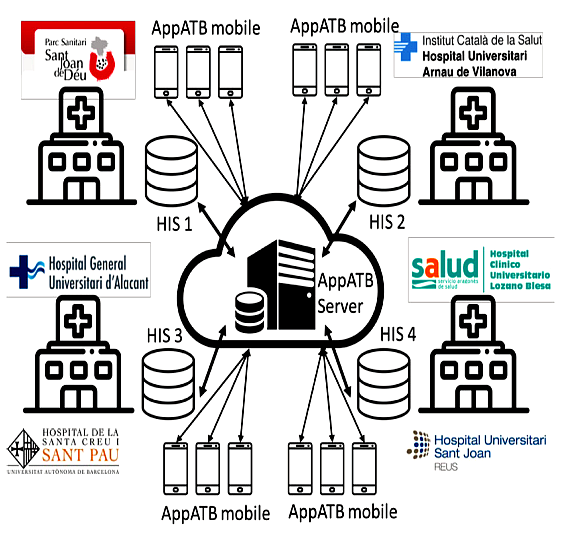 Parc Sanitari
Sant
Joan
de
Déu
AppATB mobile
AppATB mobile
Institut Català de la Salut
Hospital Universitari
Arnau de Vilanova
HIS 1
HIS 2
Hospital General
Universitari d'Alacant
AppATB
Server
salud
servicio aragonés
de salud
Hospital
Clínico
Universitario
Lozano Blesa
HIS 3
HIS 4
HOSPITAL DE LA
SANTA CREU I
SANT PAU
UNIVERSITAT AUTÒNOMA DE BARCELONA
Hospital Universitari
Sant Joan
REUS
AppATB mobile
AppATB mobile